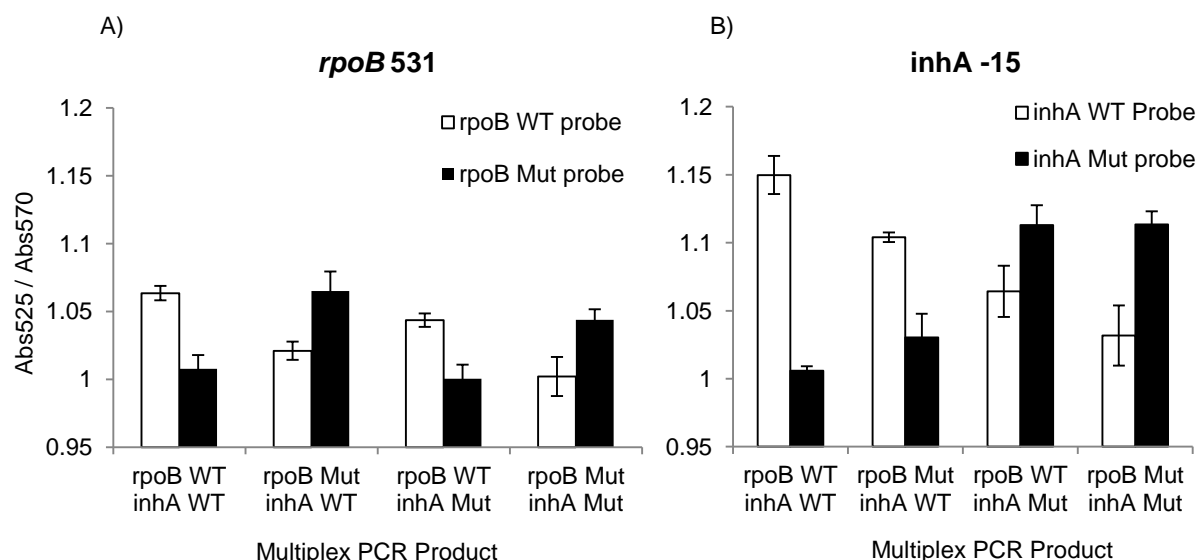 A)
rpoB 531
rpoB WT probe
rpoB Mut probe
Abs525 / Abs570
1.2
1.15
1.1
1.05
1
0.95
rpoB WT
inhA WT
rpoB Mut
inhA WT
rpoB WT
inhA Mut
rpoB Mut
inhA Mut
Multiplex PCR Product
B)
inhA -15
inhA WT Probe
inhA Mut probe
1.2
1.15
1.1
1.05
1
0.95
rpoB WT
inhA WT
rpoB Mut
inhA WT
rpoB WT
inhA Mut
rpoB Mut
inhA Mut
Multiplex PCR Product